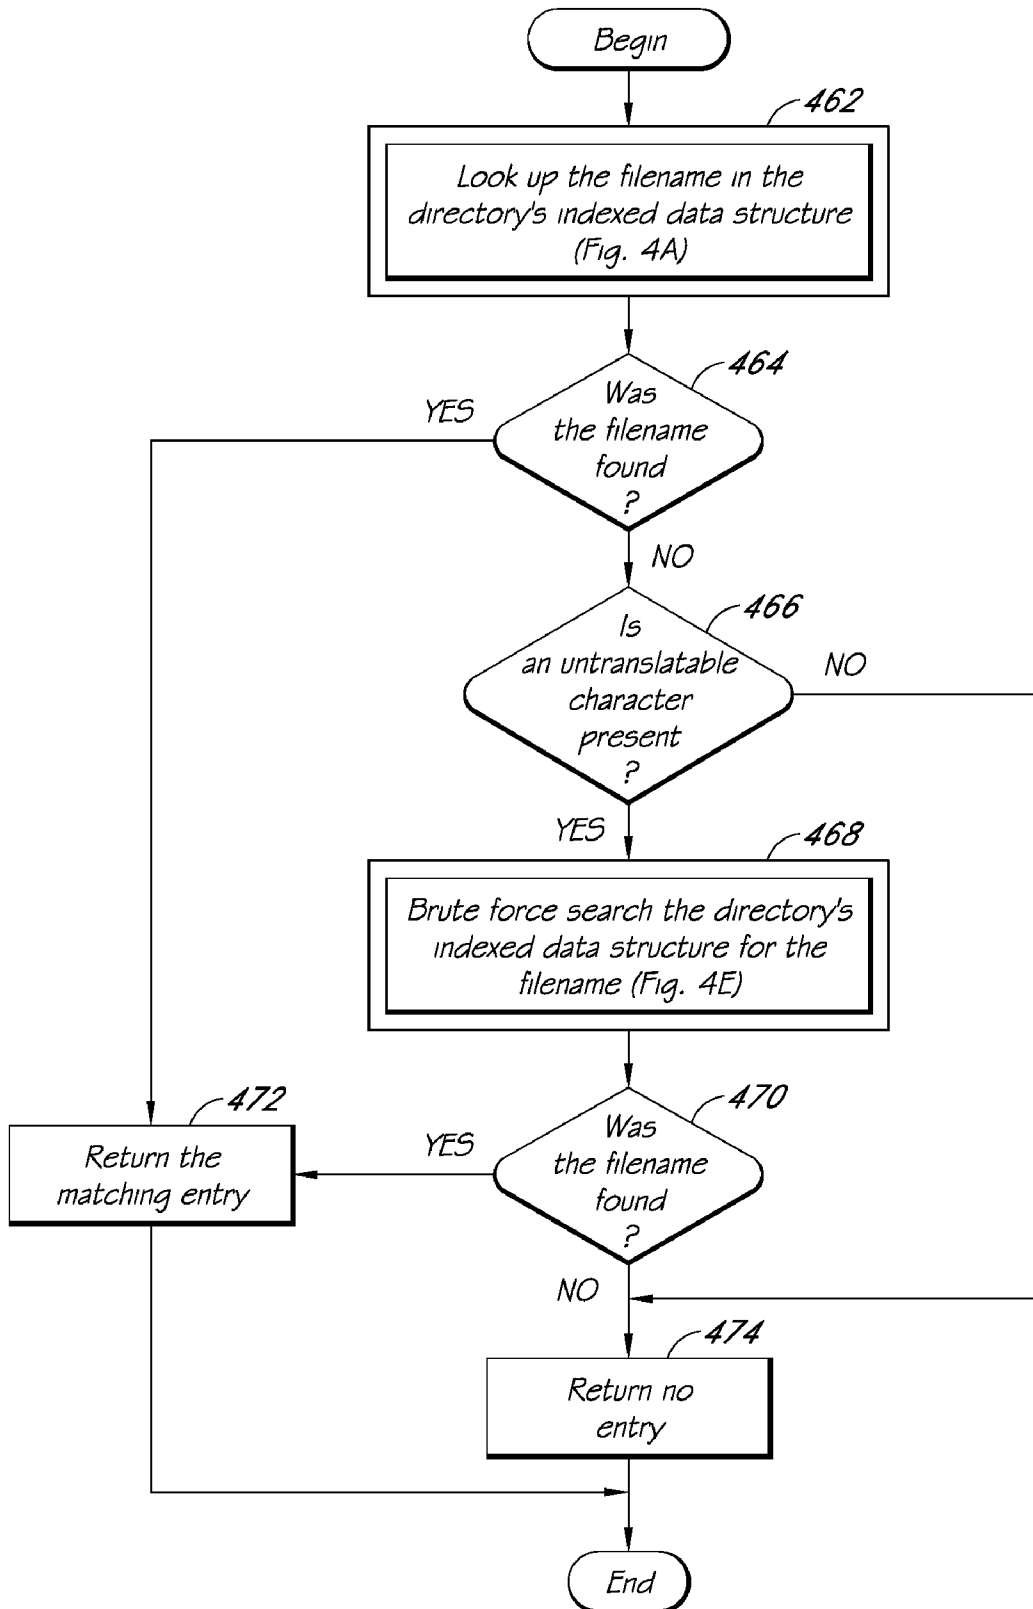 Begin
462
Look up the filename in the
directory's indexed data structure
(Fig. 4A)
464
Was
the filename
found
?
YES
NO
466
Is
an untranslatable
character
present
?
NO
YES
468
Brute force search the directory's
indexed data structure for the
filename (Fig. 4E)
470
Was
the filename
found
?
YES
472
Return the
matching entry
NO
474
Return no
entry
End